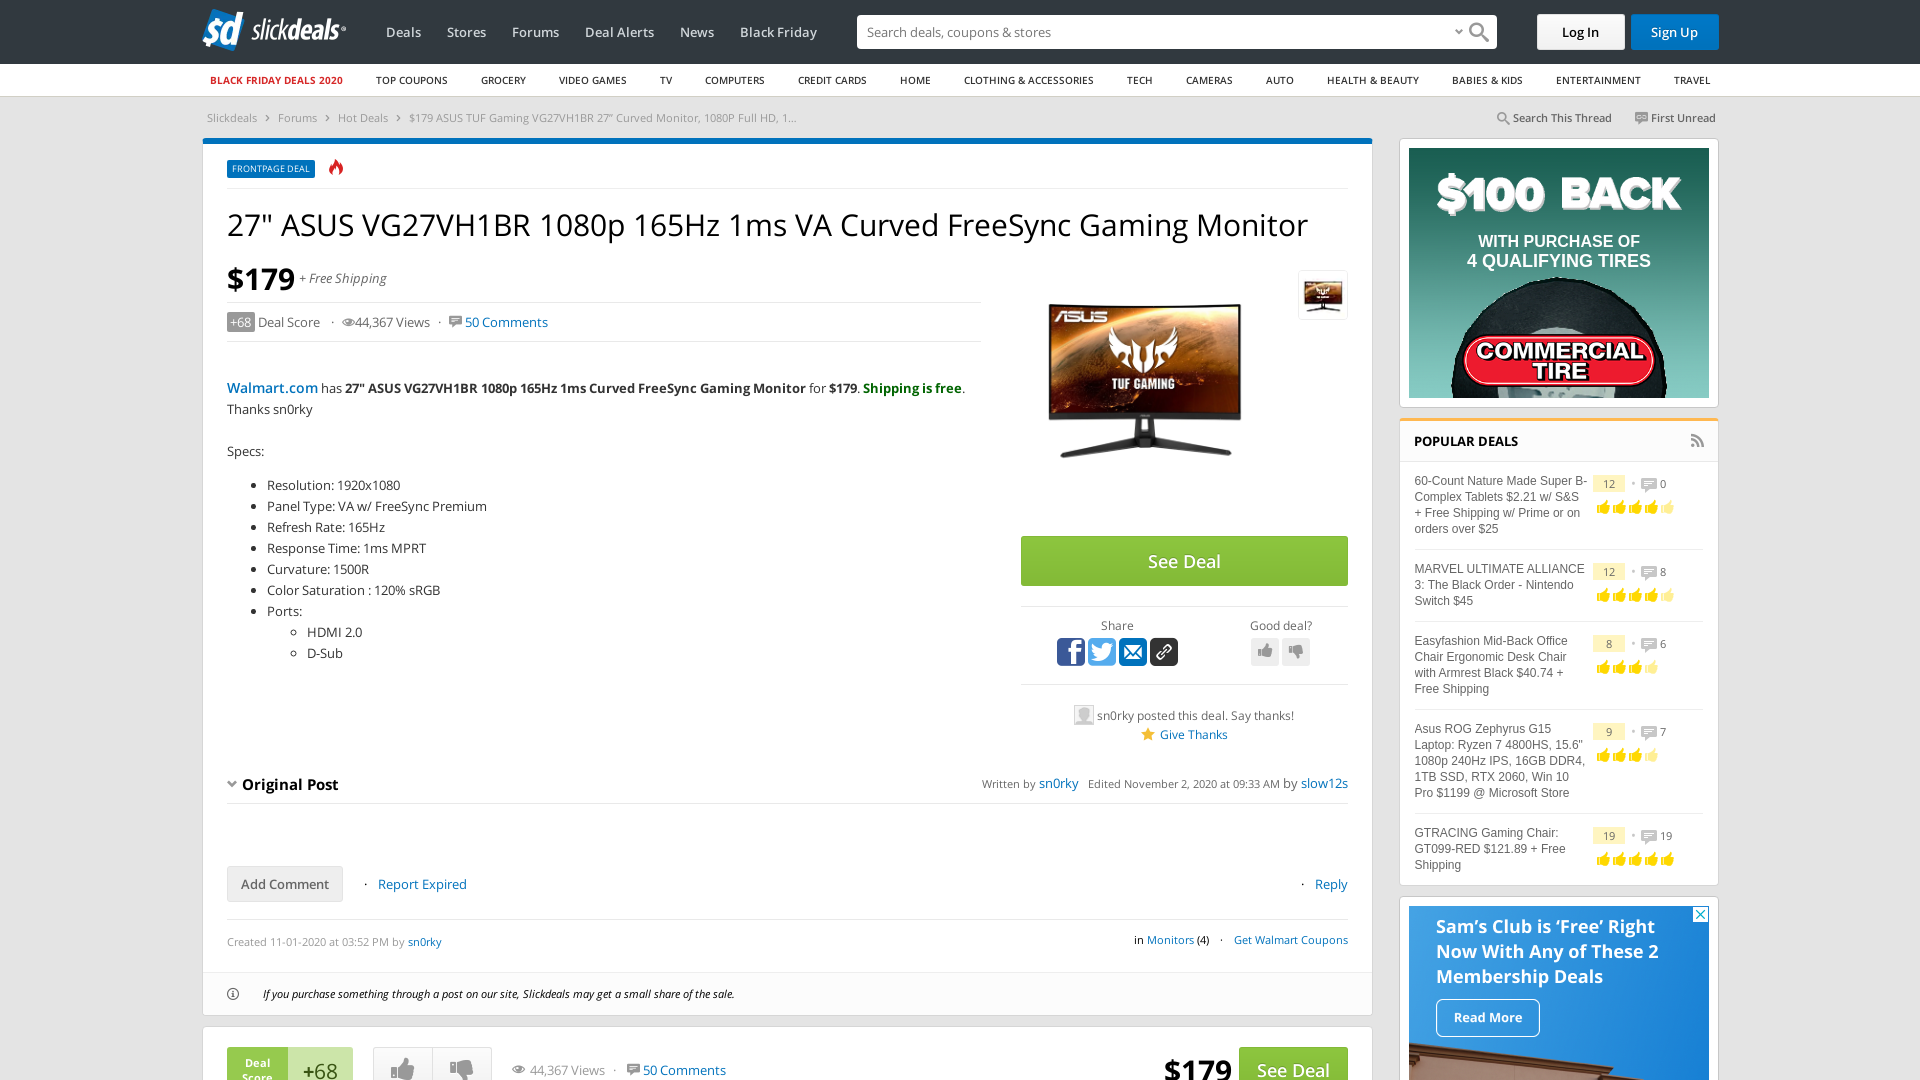 sd slickdeals
Deals
Stores
Forums
Deal Alerts
News
Black Friday
Search deals, coupons & stores
Log In
Sign Up
BLACK FRIDAY DEALS 2020
TOP COUPONS
GROCERY
VIDEO GAMES
TV
COMPUTERS
CREDIT CARDS
HOME
CLOTHING & ACCESSORIES
TECH
CAMERAS
AUTO
HEALTH & BEAUTY
BABIES & KIDS
ENTERTAINMENT
TRAVEL
Slickdeals › Forums › Hot Deals › $179 ASUS TUF Gaming VG27VH1BR 27” Curved Monitor, 1080P Full HD, 1...
Search This Thread
First Unread
FRONTPAGE DEAL
27" ASUS VG27VH1BR 1080p 165Hz 1ms VA Curved FreeSync Gaming Monitor
$179 + Free Shipping
+68 Deal Score · 44,367 Views · 50 Comments
Walmart.com has 27" ASUS VG27VH1BR 1080p 165Hz 1ms Curved FreeSync Gaming Monitor for $179. Shipping is free.
Thanks sn0rky
Specs:
Resolution: 1920x1080
Panel Type: VA w/ FreeSync Premium
Refresh Rate: 165Hz
Response Time: 1ms MPRT
Curvature: 1500R
Color Saturation : 120% sRGB
Ports:
HDMI 2.0
D-Sub
ASUS
TUF GAMING
See Deal
Share
Good deal?
sn0rky posted this deal. Say thanks!
Give Thanks
Original Post
Written by sn0rky Edited November 2, 2020 at 09:33 AM by slow12s
Add Comment
· Report Expired
· Reply
Created 11-01-2020 at 03:52 PM by sn0rky
in Monitors (4) · Get Walmart Coupons
If you purchase something through a post on our site, Slickdeals may get a small share of the sale.
Deal
Score
+68
44,367 Views · 50 Comments
$179
See Deal
$100 BACK
WITH PURCHASE OF
4 QUALIFYING TIRES
COMMERCIAL
TIRE
POPULAR DEALS
60-Count Nature Made Super B-
Complex Tablets $2.21 w/ S&S
+ Free Shipping w/ Prime or on
orders over $25
12 • 0
MARVEL ULTIMATE ALLIANCE
3: The Black Order - Nintendo
Switch $45
12 • 8
Easyfashion Mid-Back Office
Chair Ergonomic Desk Chair
with Armrest Black $40.74 +
Free Shipping
8 • 6
Asus ROG Zephyrus G15
Laptop: Ryzen 7 4800HS, 15.6"
1080p 240Hz IPS, 16GB DDR4,
1TB SSD, RTX 2060, Win 10
Pro $1199 @ Microsoft Store
9 • 7
GTRACING Gaming Chair:
GT099-RED $121.89 + Free
Shipping
19 • 19
Sam’s Club is ‘Free’ Right
Now With Any of These 2
Membership Deals
Read More